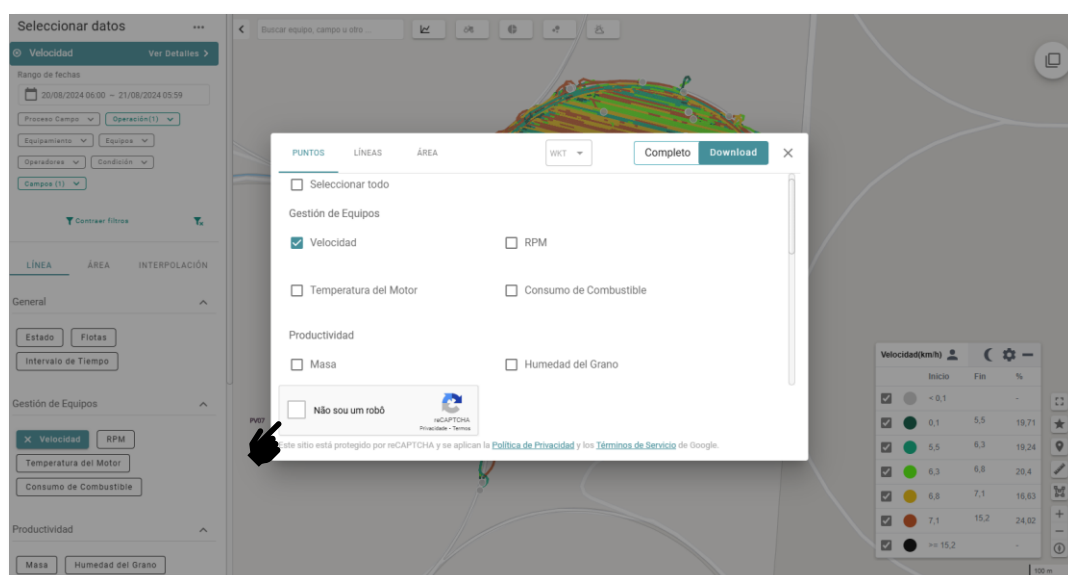 Seleccionar datos
Velocidad Ver Detalles
Rango de fechas
20/08/2024 06:00 ~ 21/08/2024 05:59
Proceso Campo Operación(1)
Equipamiento Equipos
Operadores Condición
Campos (1)
Contraer filtros
LÍNEA ÁREA INTERPOLACIÓN
General
Estado Flotas
Intervalo de Tiempo
Gestión de Equipos
X Velocidad RPM
Temperatura del Motor
Consumo de Combustible
Productividad
Masa Humedad del Grano
Buscar equipo, campo u otro ...
PUNTOS LÍNEAS ÁREA WKT Completo Download
Seleccionar todo
Gestión de Equipos
Velocidad RPM
Temperatura del Motor Consumo de Combustible
Productividad
Masa Humedad del Grano
Não sou um robô
reCAPTCHA
Privacidade - Termos
Este sitio está protegido por reCAPTCHA y se aplican la Política de Privacidad y los Términos de Servicio de Google.
PV07
Velocidad(km/h)
Inicio Fin %
< 0,1 -
0,1 5,5 19,71
5,5 6,3 19,24
6,3 6,8 20,4
6,8 7,1 16,63
7,1 15,2 24,02
>= 15,2 -
100 m